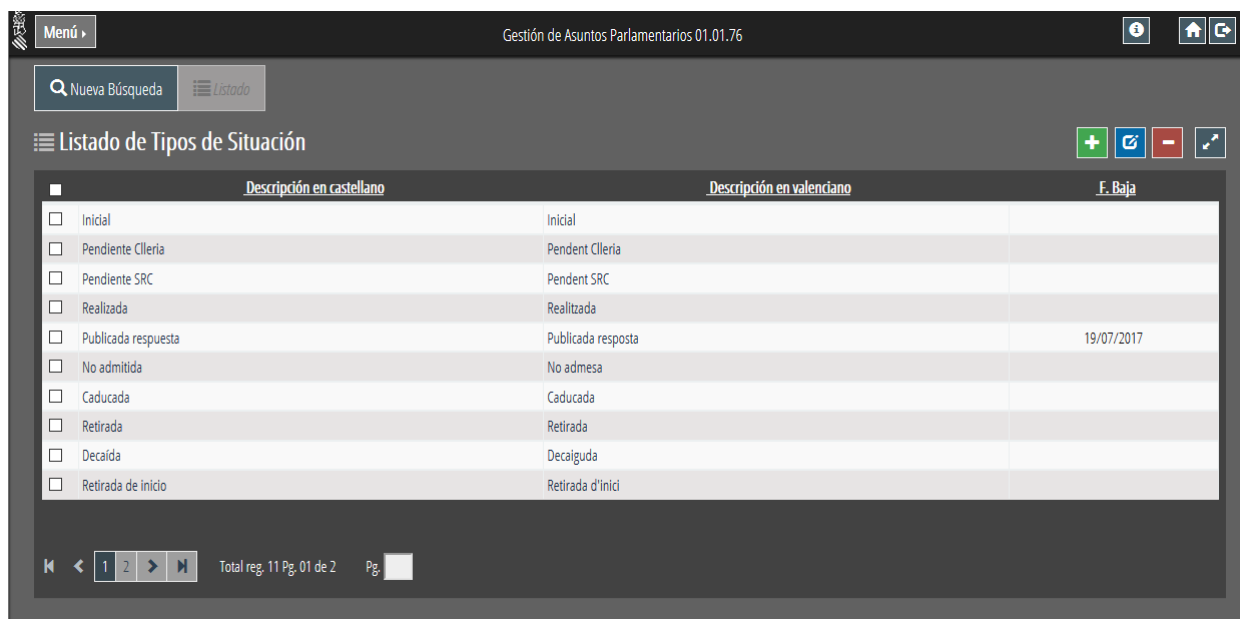 Menú
Gestión de Asuntos Parlamentarios 01.01.76
Nueva Búsqueda Listado
Listado de Tipos de Situación
Descripción en castellano Descripción en valenciano F. Baja
Inicial Inicial
Pendiente Clleria Pendent Clleria
Pendiente SRC Pendent SRC
Realizada Realitzada
Publicada respuesta Publicada resposta 19/07/2017
No admitida No admesa
Caducada Caducada
Retirada Retirada
Decaída Decaiguda
Retirada de inicio Retirada d'inici
1 2 Total reg. 11 Pg. 01 de 2 Pg.